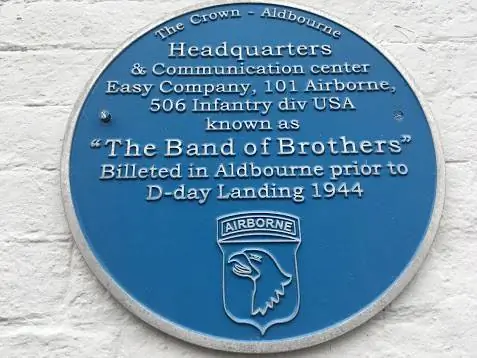 The Crown - Aldbourne
Headquarters
& Communication center
Easy Company, 101 Airborne,
506 Infantry div USA
known as
"The Band of Brothers"
Billeted in Aldbourne prior to
D-day Landing 1944
AIRBORNE